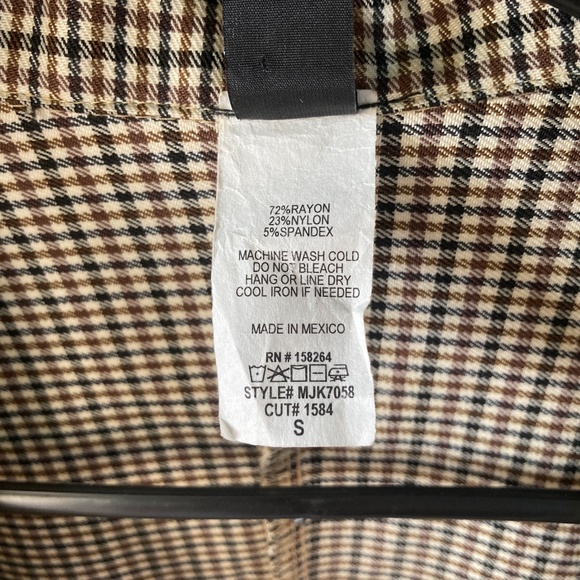 72%RAYON
23%NYLON
5%SPANDEX
MACHINE WASH COLD
DO NOT BLEACH
HANG OR LINE DRY
COOL IRON IF NEEDED
MADE IN MEXICO
RN # 158264
STYLE# MJK7058
CUT# 1584
S